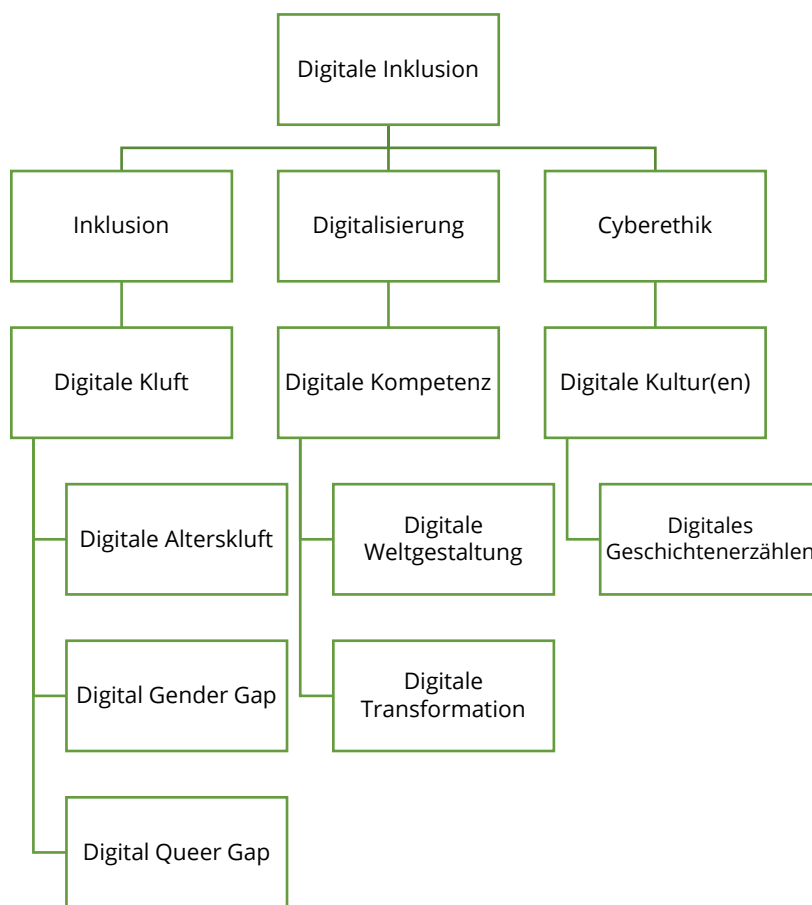 Digitale Inklusion
Inklusion
Digitalisierung
Cyberethik
Digitale Kluft
Digitale Kompetenz
Digitale Kultur(en)
Digitale Alterskluft
Digitale
Weltgestaltung
Digitales
Geschichtenerzählen
Digital Gender Gap
Digitale
Transformation
Digital Queer Gap